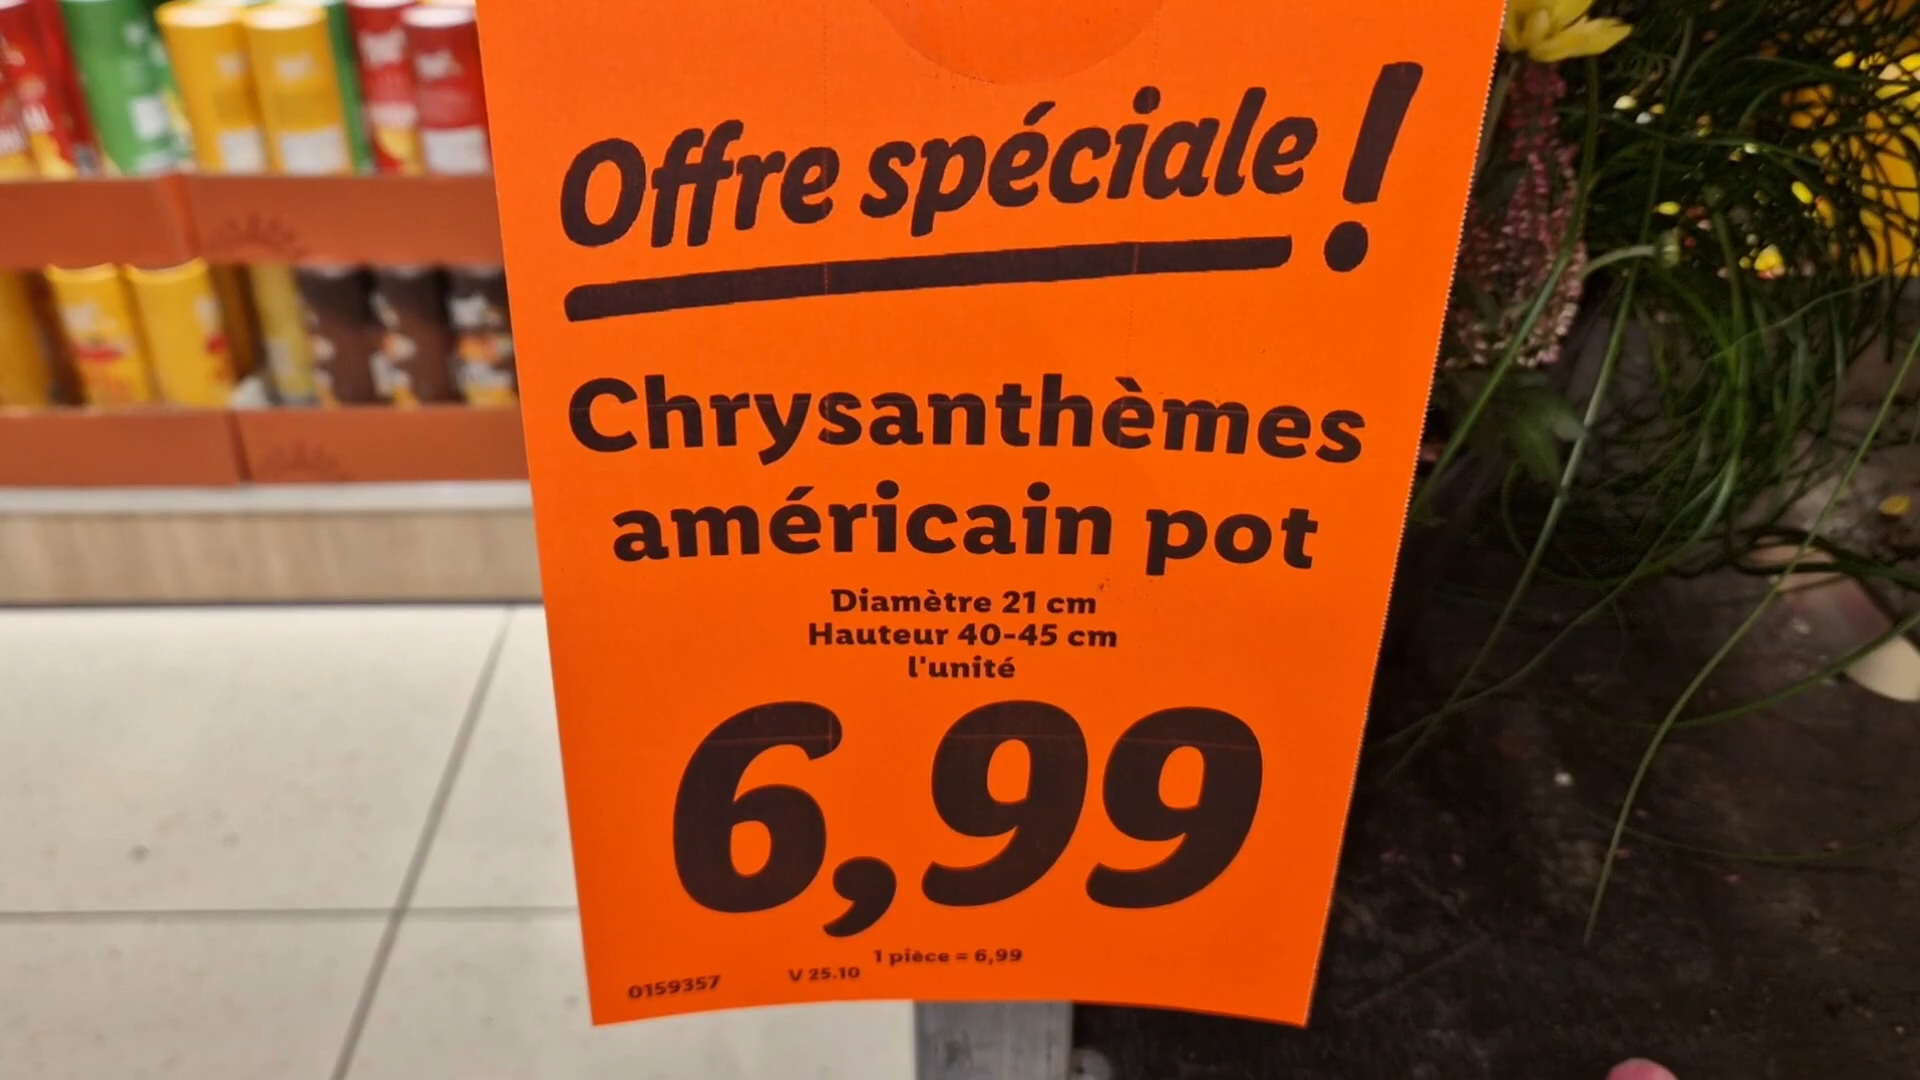 Offre spéciale !
Chrysanthèmes
américain pot
Diamètre 21 cm
Hauteur 40-45 cm
l'unité
6,99
1 pièce = 6,99
0159357 V 25.10